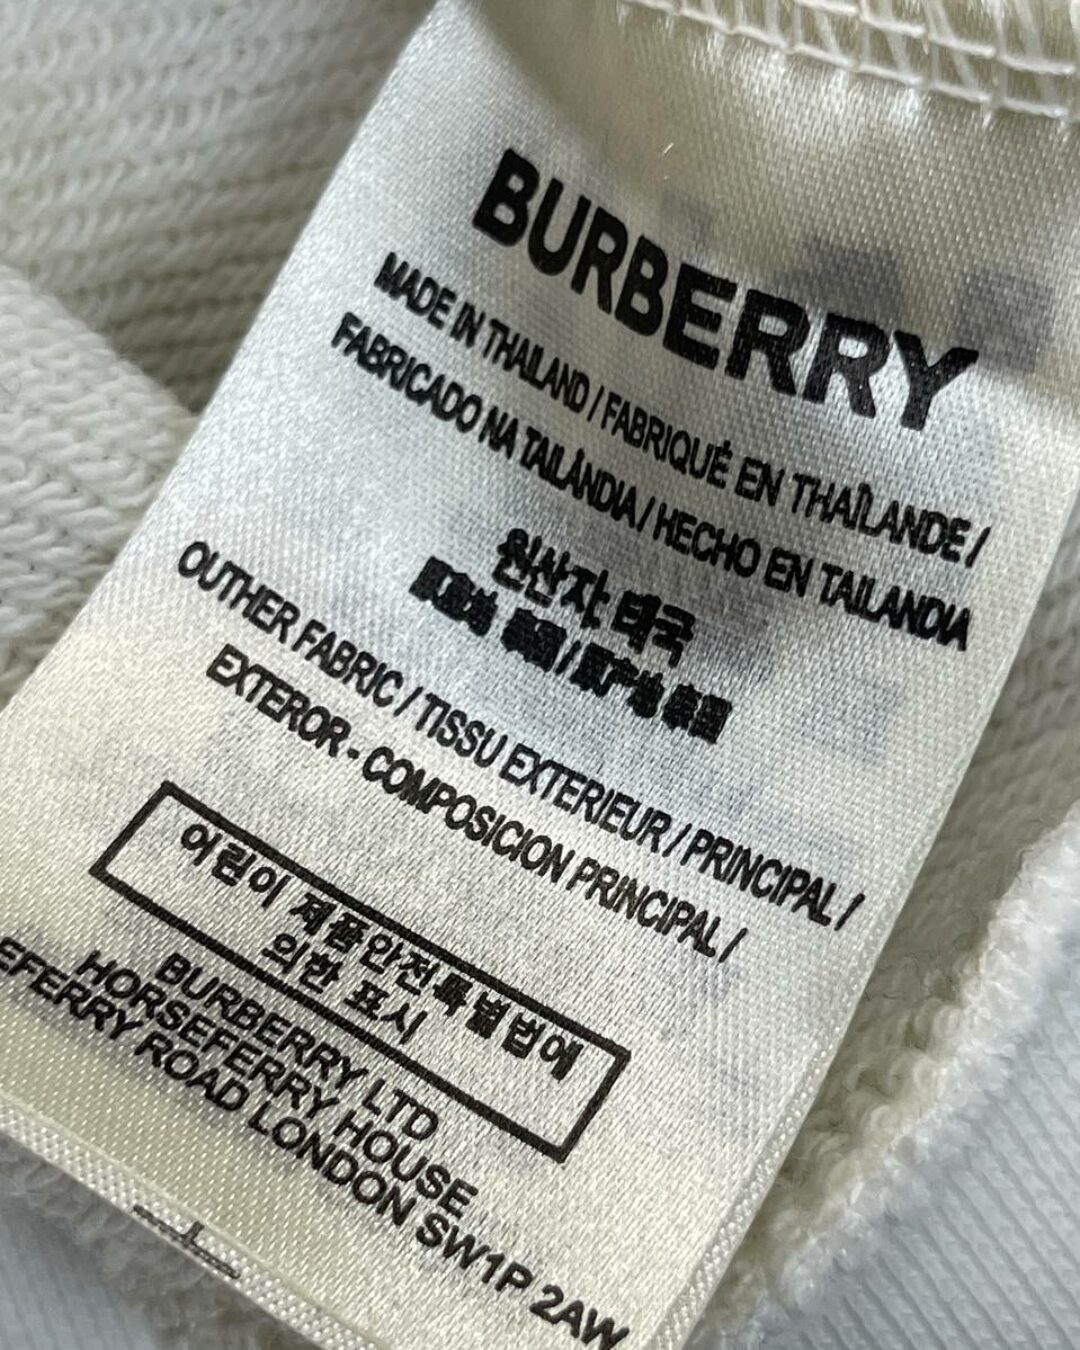 BURBERRY
MADE IN THAILAND / FABRIQUÉ EN THAÏLANDE /
FABRICADO NA TAILÂNDIA / HECHO EN TAILANDIA
원산자, 태국
OUTHER FABRIC / TISSU EXTERIEUR / PRINCIPAL /
EXTEROR - COMPOSICION PRINCIPAL /
어린이 제품안전특별법에
의한 표시
BURBERRY LTD
HORSEFERRY HOUSE
EFERRY ROAD LONDON SW1P 2AW